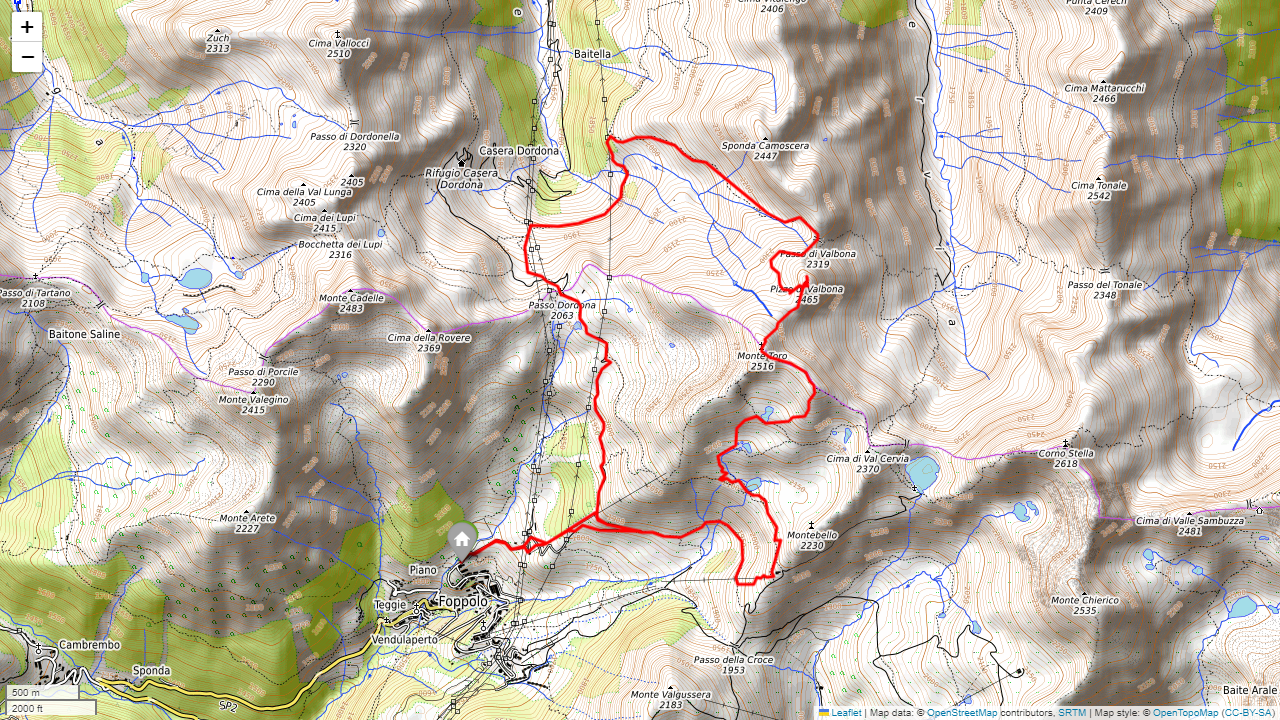 +
−
Cima Vitalengo
2406
Punta Cerech
2409
Zuch
2313
Cima Vallocci
2510
Baitella
Cima Mattarucchi
2466
Passo di Dordonella
2320
Casera Dordona
Sponda Camoscera
2447
Rifugio Casera
Dordona
2405
Cima della Val Lunga
2405
Cima Tonale
2542
Cima dei Lupi
2415
Bocchetta dei Lupi
2316
Passo di Valbona
2319
Passo di Tartano
2108
Monte Cadelle
2483
Passo Dordona
2063
Pizzo di Valbona
2465
Passo del Tonale
2348
Baitone Saline
Cima della Rovere
2369
Monte Toro
2516
Passo di Porcile
2290
Monte Valegino
2415
Cima di Val Cervia
2370
Corno Stella
2618
Monte Arete
2227
Montebello
2230
Cima di Valle Sambuzza
2481
Piano
Teggie
Foppolo
Monte Chierico
2535
Vendulaperto
Cambrembo
Sponda
Passo della Croce
1953
Monte Valgussera
2183
SP2
Baite Arale
500 m
2000 ft
Leaflet | Map data: © OpenStreetMap contributors, SRTM | Map style: © OpenTopoMap (CC-BY-SA)